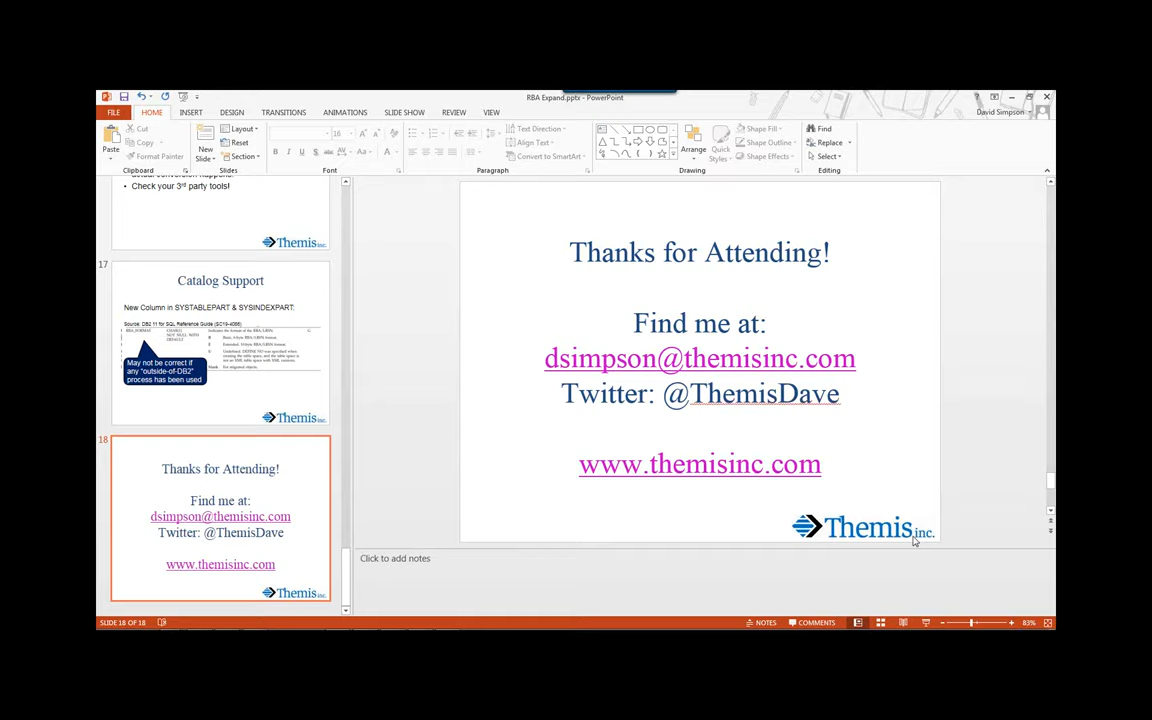 RBA Expand.pptx - PowerPoint
FILE HOME INSERT DESIGN TRANSITIONS ANIMATIONS SLIDE SHOW REVIEW VIEW
David Simpson
Paste
Cut
Copy
Format Painter
Clipboard
New Slide
Layout
Reset
Section
Slides
16
Font
Text Direction
Align Text
Convert to SmartArt
Paragraph
Arrange
Quick Styles
Shape Fill
Shape Outline
Shape Effects
Drawing
Find
Replace
Select
Editing
• Check your 3rd party tools!
Themis inc.
17
Catalog Support
New Column in SYSTABLEPART & SYSINDEXPART:
Source: DB2 11 for SQL Reference Guide (SC19-4066)
May not be correct if
any "outside-of-DB2"
process has been used
Themis inc.
18
Thanks for Attending!
Find me at:
dsimpson@themisinc.com
Twitter: @ThemisDave
www.themisinc.com
Themis inc.
Thanks for Attending!
Find me at:
dsimpson@themisinc.com
Twitter: @ThemisDave
www.themisinc.com
Themis inc.
Click to add notes
SLIDE 18 OF 18
NOTES
COMMENTS
83%